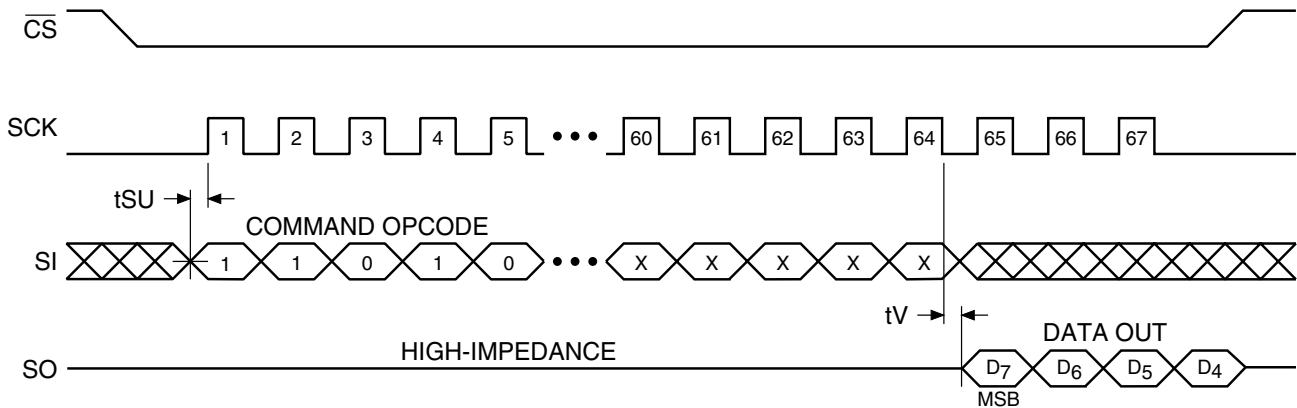 CS
SCK 1 2 3 4 5 ••• 60 61 62 63 64 65 66 67
tSU
COMMAND OPCODE
SI 1 1 0 1 0 ••• X X X X X
tV
HIGH-IMPEDANCE DATA OUT
SO D7 D6 D5 D4
MSB